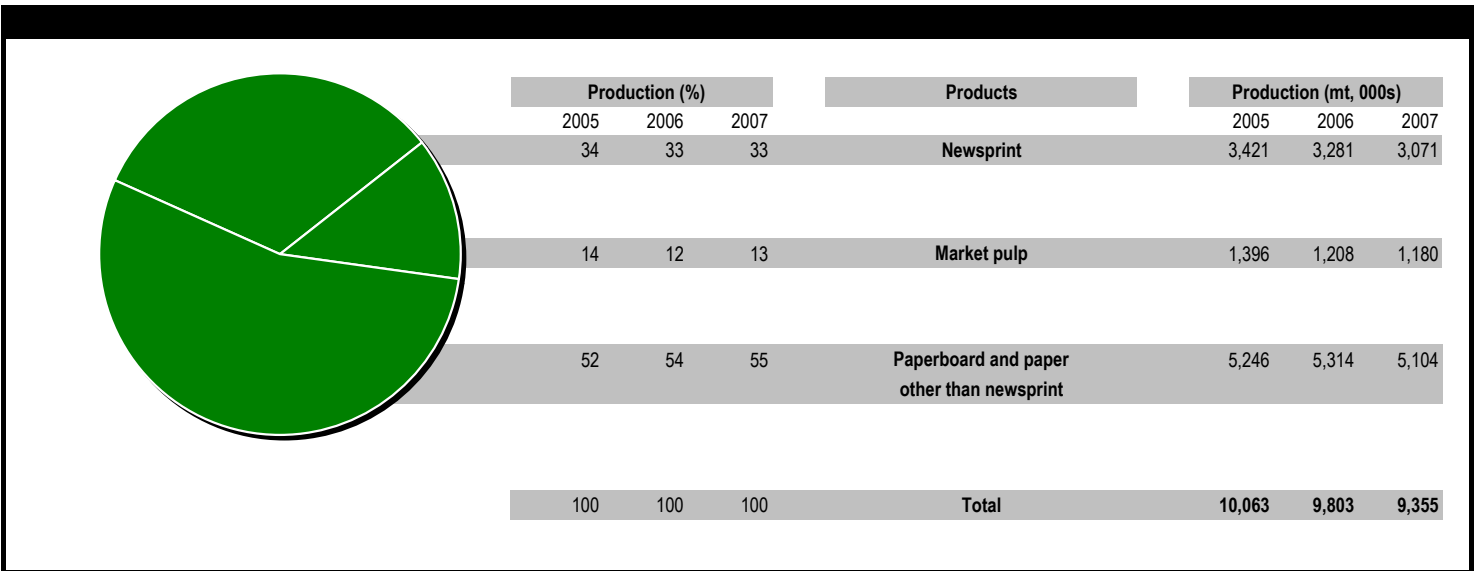 Production (%) Products Production (mt, 000s)
2005 2006 2007 2005 2006 2007
34 33 33 Newsprint 3,421 3,281 3,071
14 12 13 Market pulp 1,396 1,208 1,180
52 54 55 Paperboard and paper 5,246 5,314 5,104
other than newsprint
100 100 100 Total 10,063 9,803 9,355